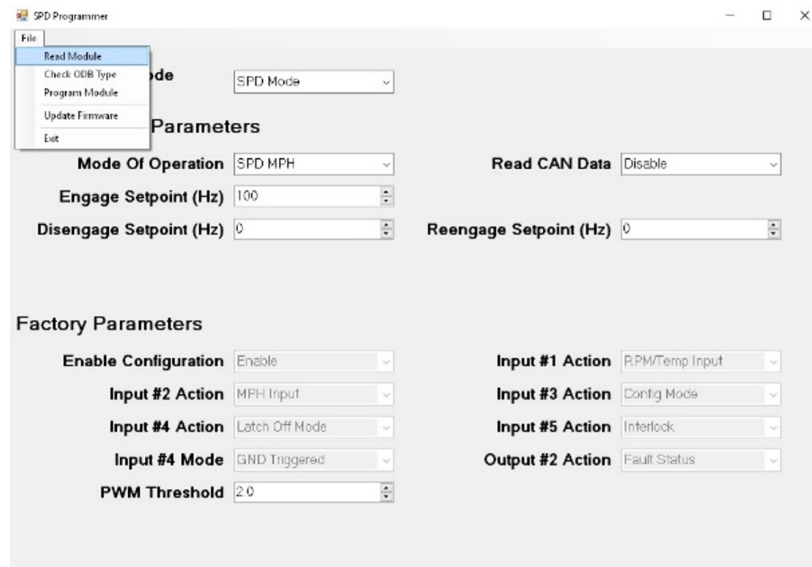 SPD Programmer
File
Read Module
Check ODB Type
Program Module
Update Firmware
Exit
ode SPD Mode
Parameters
Mode Of Operation SPD MPH Read CAN Data Disable
Engage Setpoint (Hz) 100
Disengage Setpoint (Hz) 0 Reengage Setpoint (Hz) 0
Factory Parameters
Enable Configuration Enable Input #1 Action RPM/Temp Input
Input #2 Action MPH Input Input #3 Action Config Mode
Input #4 Action Latch Off Mode Input #5 Action Interlock
Input #4 Mode GND Triggered Output #2 Action Fault Status
PWM Threshold 2.0